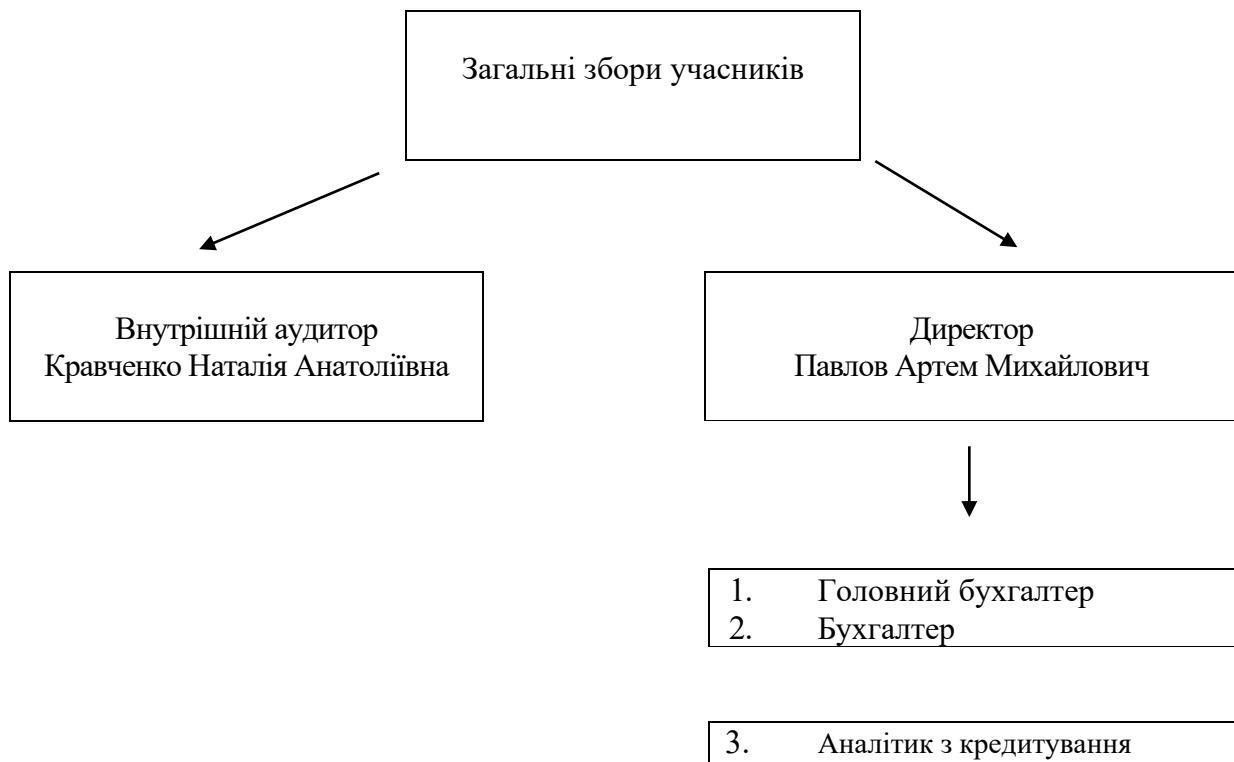 Загальні збори учасників
Внутрішній аудитор
Кравченко Наталія Анатоліївна
Директор
Павлов Артем Михайлович
1. Головний бухгалтер
2. Бухгалтер
3. Аналітик з кредитування